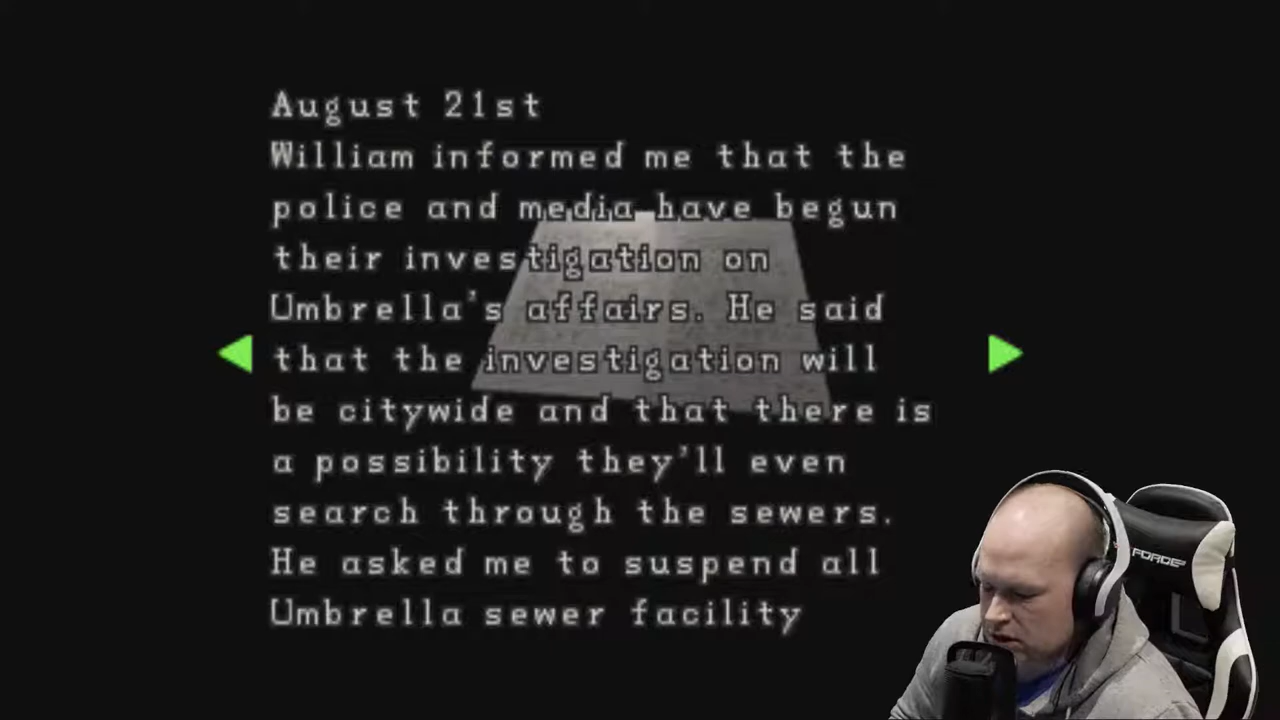 August 21st
William informed me that the
police and media have begun
their investigation on
Umbrella's affairs. He said
that the investigation will
be citywide and that there is
a possibility they'll even
search through the sewers.
He asked me to suspend all
Umbrella sewer facility
FORCE